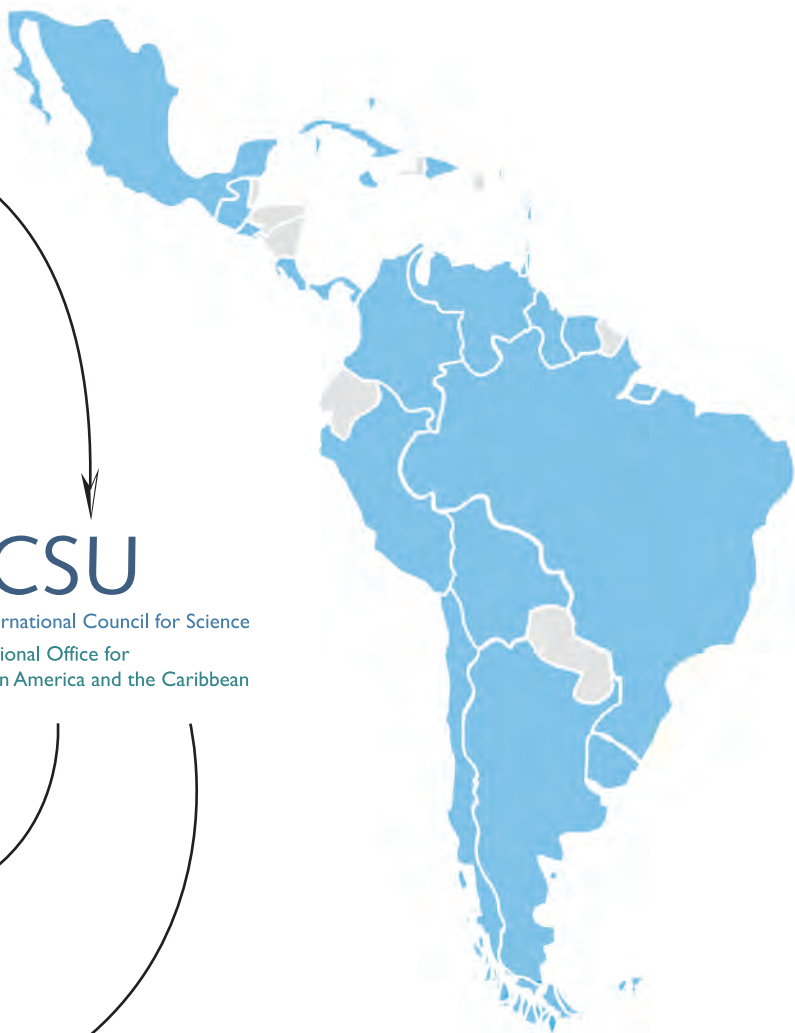 CSU
rnational Council for Science
ional Office for
n America and the Caribbean